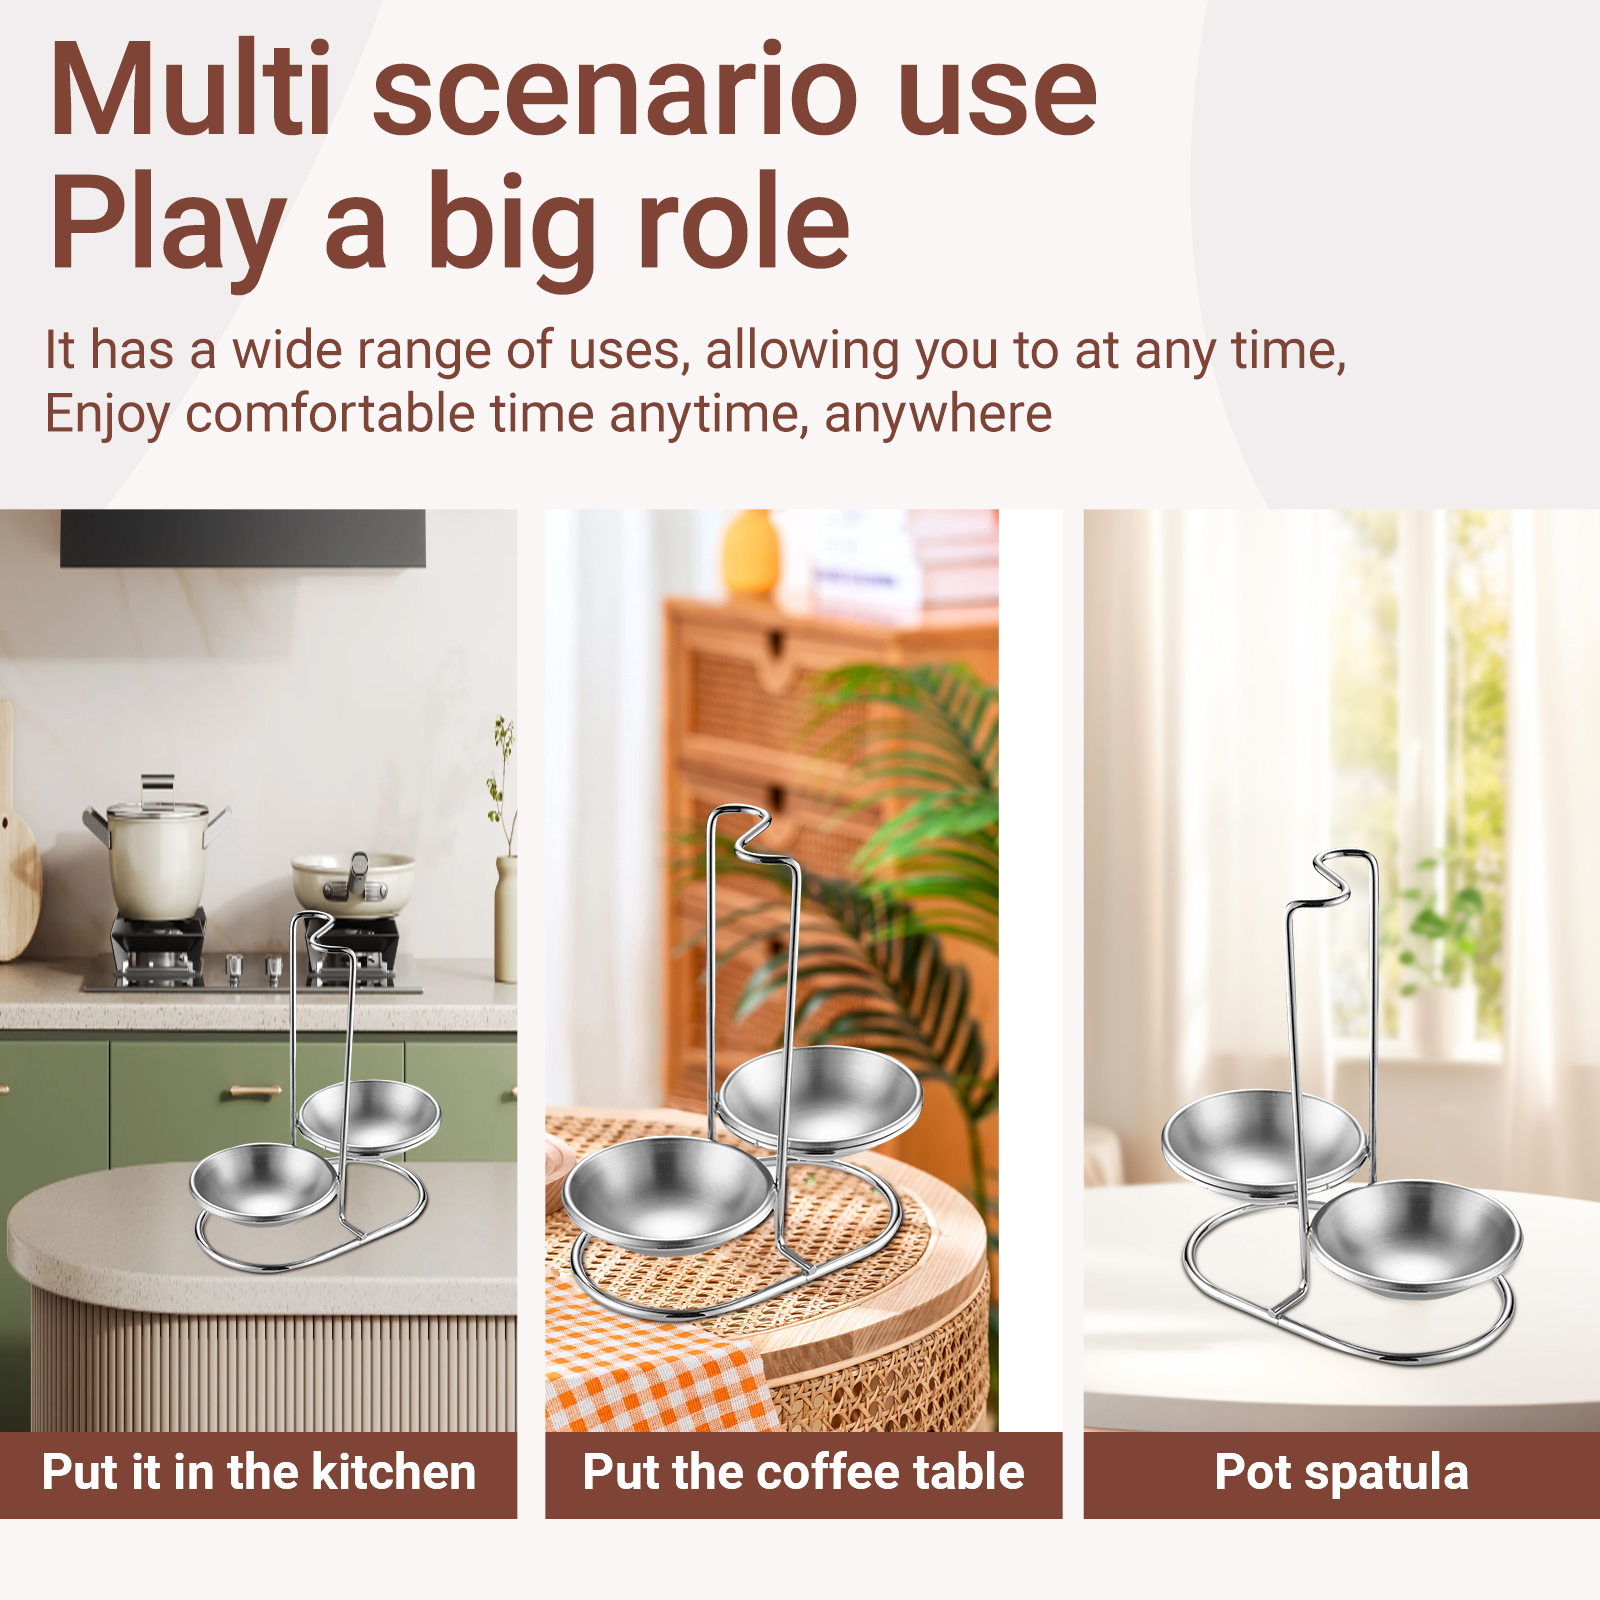 Multi scenario use
Play a big role
It has a wide range of uses, allowing you to at any time,
Enjoy comfortable time anytime, anywhere
Put it in the kitchen
Put the coffee table
Pot spatula